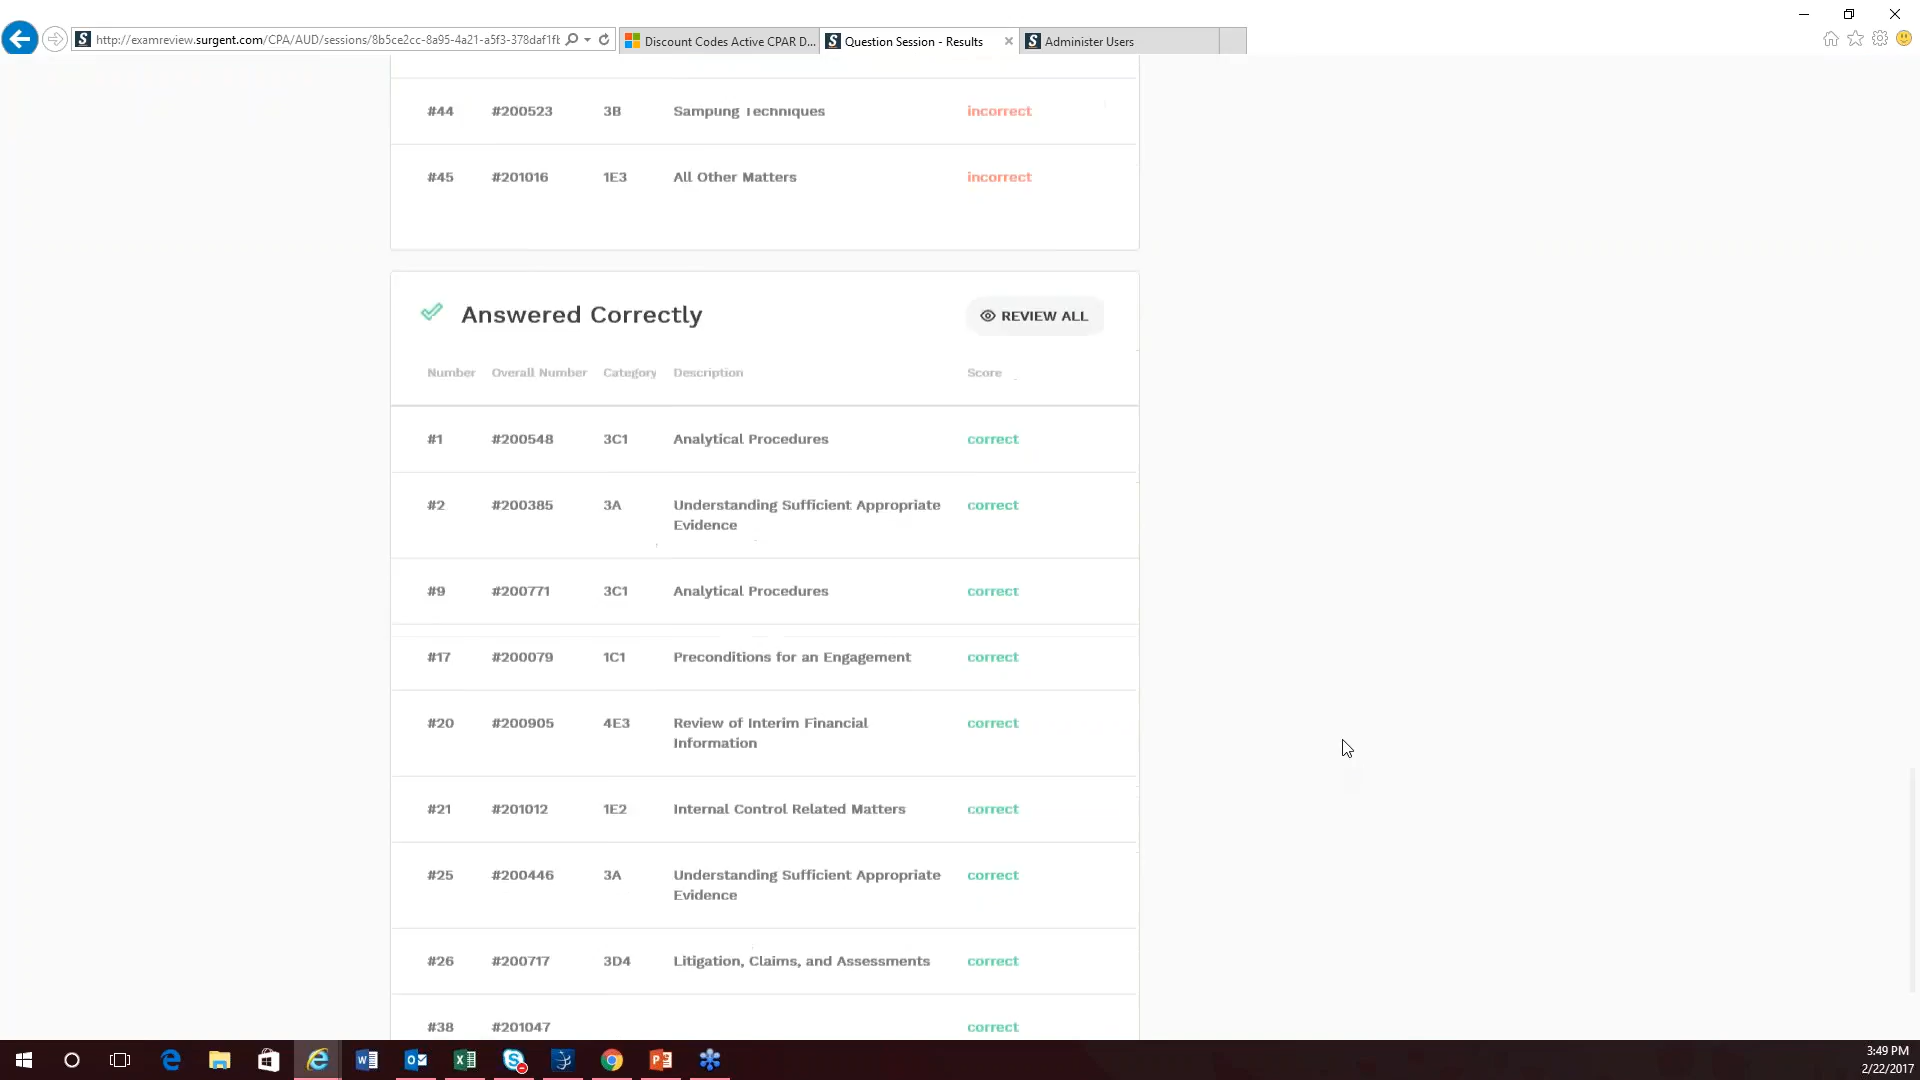 http://examreview.surgent.com/CPA/AUD/sessions/8b5ce2cc-8a95-4a21-a5f3-378daf1ft
Discount Codes Active CPAR D...
Question Session - Results
Administer Users
#44 #200523 3B Sampling Techniques incorrect
#45 #201016 1E3 All Other Matters incorrect
Answered Correctly
REVIEW ALL
Number Overall Number Category Description Score
#1 #200548 3C1 Analytical Procedures correct
#2 #200385 3A Understanding Sufficient Appropriate correct
Evidence
#9 #200771 3C1 Analytical Procedures correct
#17 #200079 1C1 Preconditions for an Engagement correct
#20 #200905 4E3 Review of Interim Financial correct
Information
#21 #201012 1E2 Internal Control Related Matters correct
#25 #200446 3A Understanding Sufficient Appropriate correct
Evidence
#26 #200717 3D4 Litigation, Claims, and Assessments correct
#38 #201047 correct
3:49 PM
2/22/2017